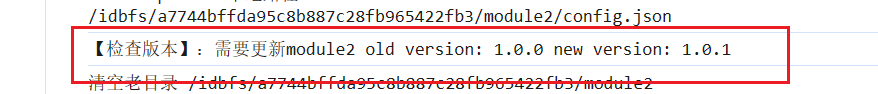 /idbfs/a7744bffda95c8b887c28fb965422fb3/module2/config.json
【检查版本】：需要更新module2 old version: 1.0.0 new version: 1.0.1
清空老目录 /idbfs/a7744bffda95c8b887c28fb965422fb3/module2